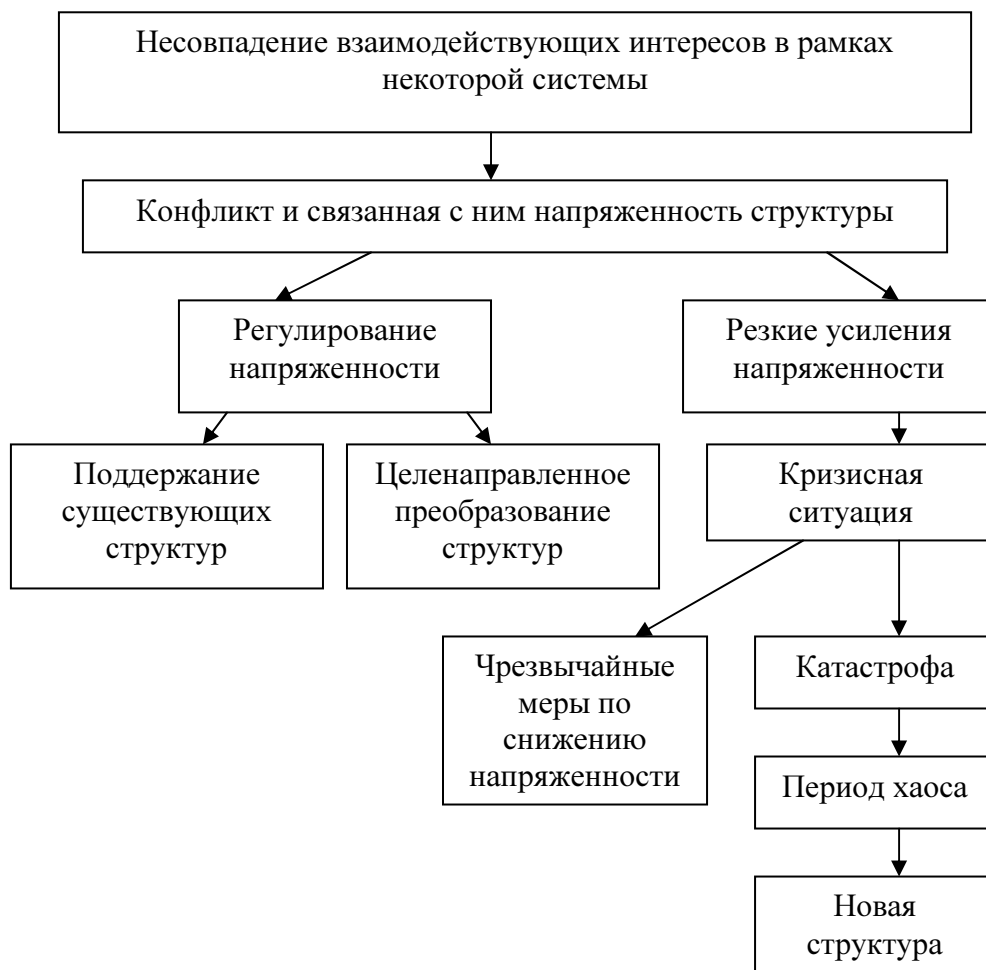 Несовпадение взаимодействующих интересов в рамках
некоторой системы
Конфликт и связанная с ним напряженность структуры
Регулирование
напряженности
Резкие усиления
напряженности
Поддержание
существующих
структур
Целенаправленное
преобразование
структур
Кризисная
ситуация
Чрезвычайные
меры по
снижению
напряженности
Катастрофа
Период хаоса
Новая
структура